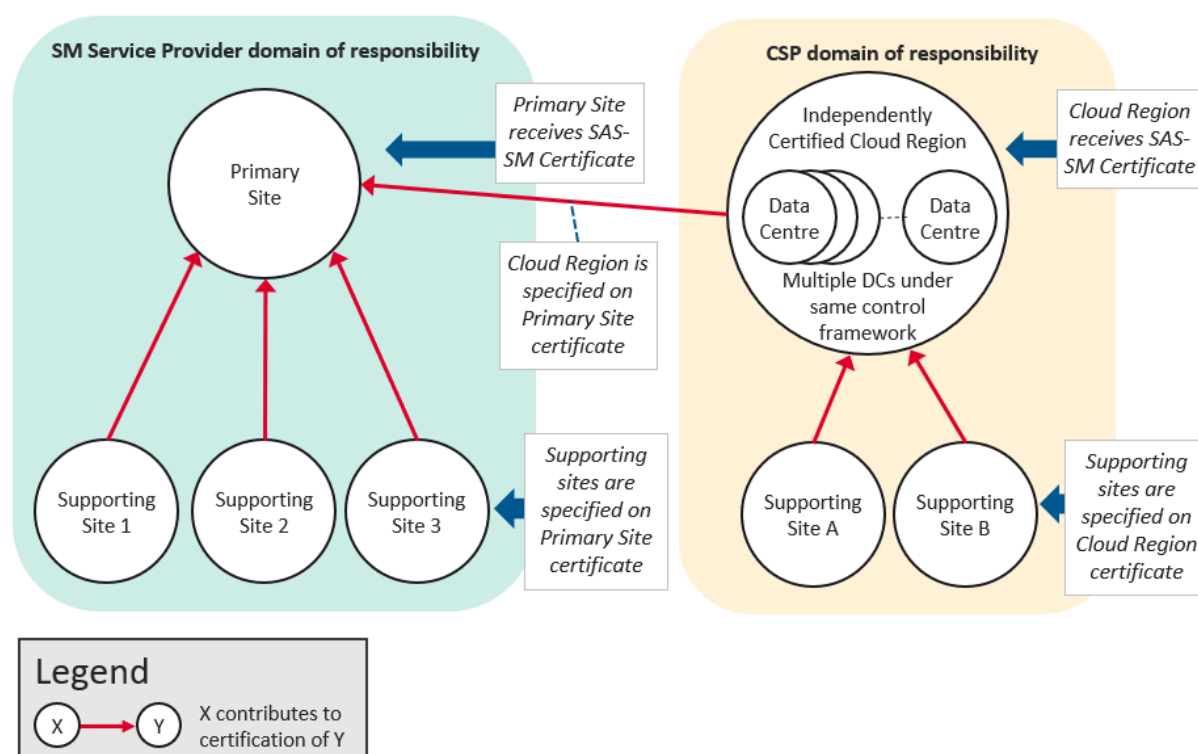 SM Service Provider domain of responsibility
Primary Site
receives SAS-
SM Certificate
Primary
Site
Cloud Region is
specified on
Primary Site
certificate
Supporting
Site 1
Supporting
Site 2
Supporting
Site 3
Supporting
sites are
specified on
Primary Site
certificate
CSP domain of responsibility
Independently
Certified Cloud Region
Data
Centre
Data
Centre
Multiple DCs under
same control
framework
Cloud Region
receives SAS-
SM Certificate
Supporting
Site A
Supporting
Site B
Supporting
sites are
specified on
Cloud Region
certificate
Legend
X
Y
X contributes to
certification of Y